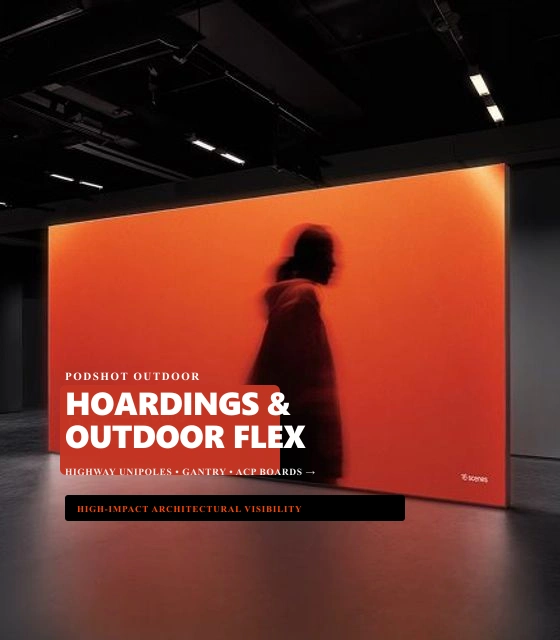 PODSHOT OUTDOOR
HOARDINGS &
OUTDOOR FLEX
HIGHWAY UNIPOLES • GANTRY • ACP BOARDS →
HIGH-IMPACT ARCHITECTURAL VISIBILITY
scenes